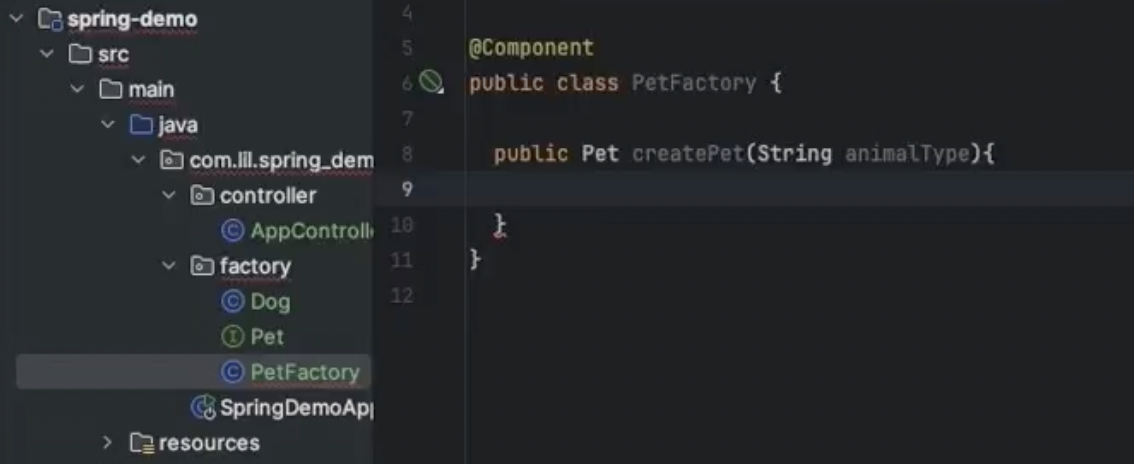 spring-demo
src
main
java
com.lil.spring_dem
controller
AppControll
factory
Dog
Pet
PetFactory
SpringDemoApp
resources
4
5 @Component
6 public class PetFactory {
7
8 public Pet createPet(String animalType){
9
10 }
11 }
12